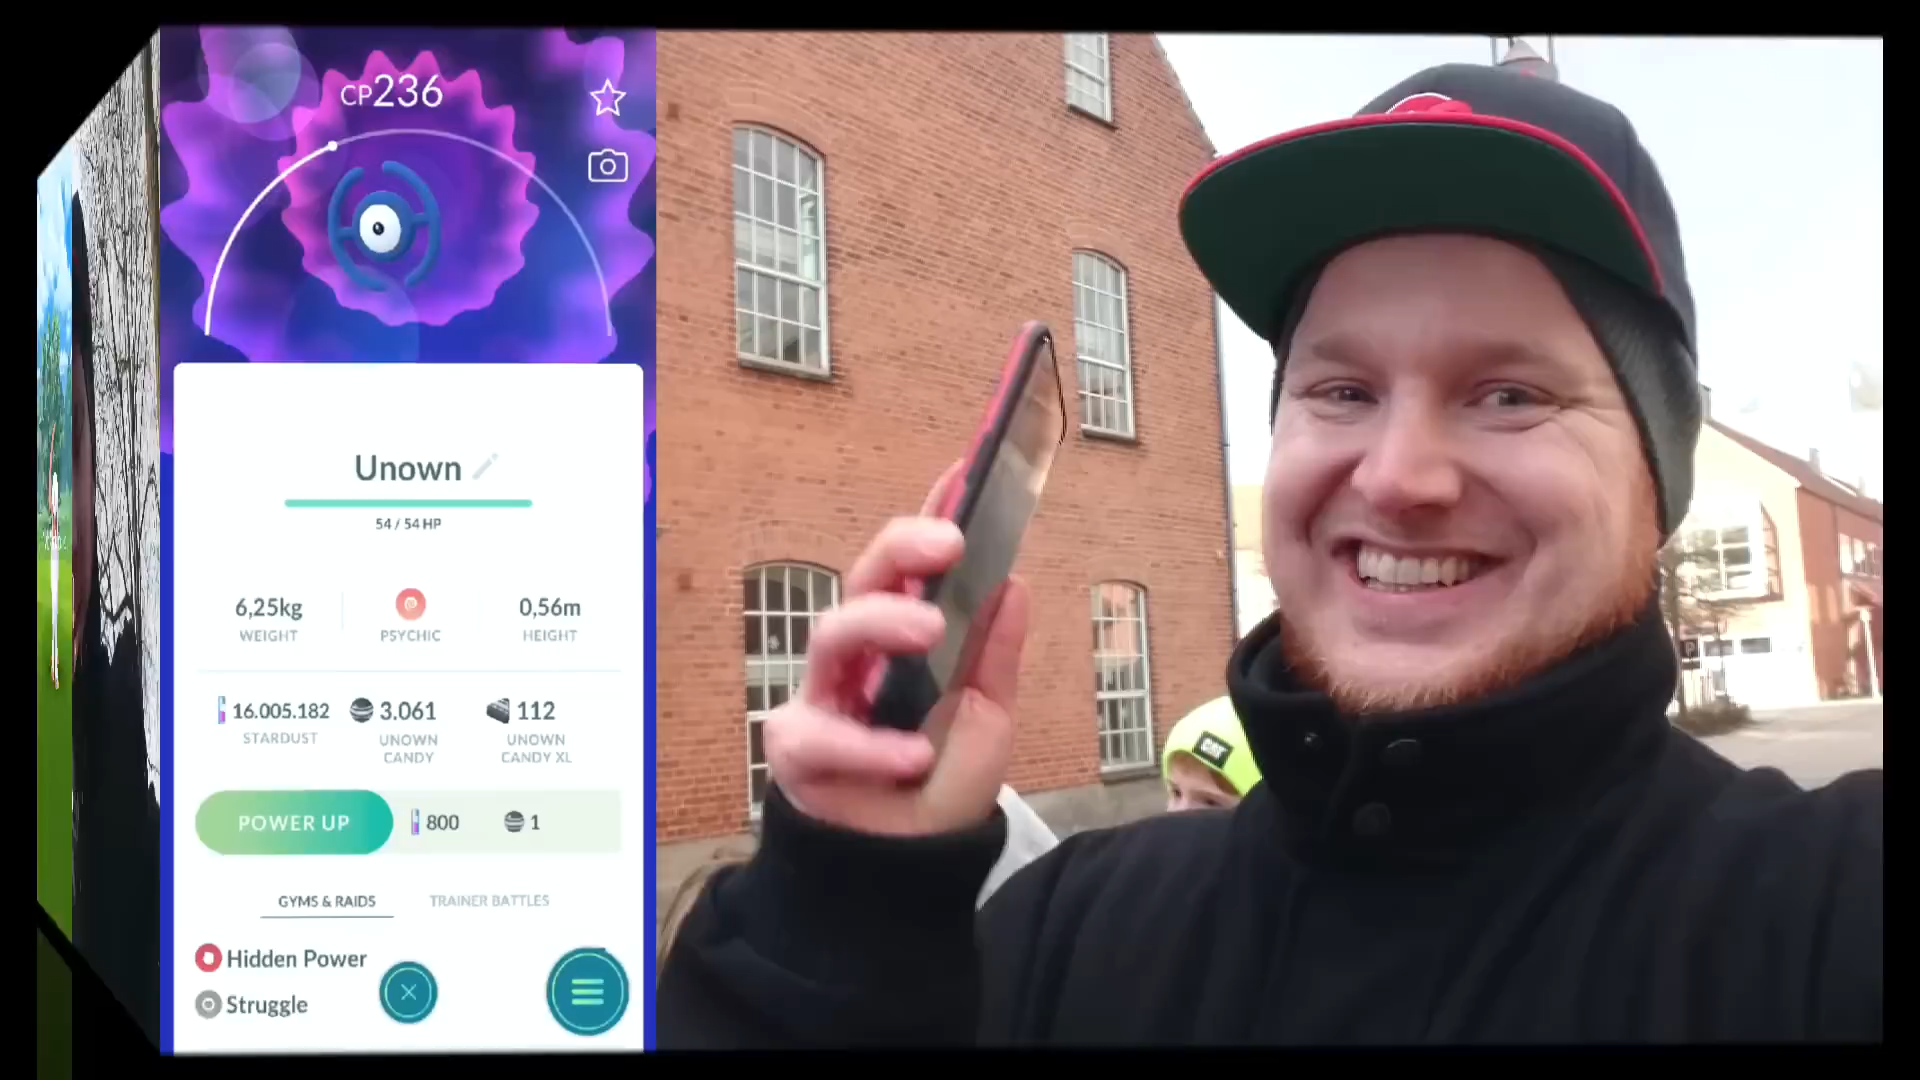 CP236
Unown
54 / 54 HP
6,25kg
WEIGHT
PSYCHIC
0,56m
HEIGHT
16.005.182
STARDUST
3.061
UNOWN
CANDY
112
UNOWN
CANDY XL
POWER UP
800
1
GYMS & RAIDS
TRAINER BATTLES
Hidden Power
Struggle
CAT
P